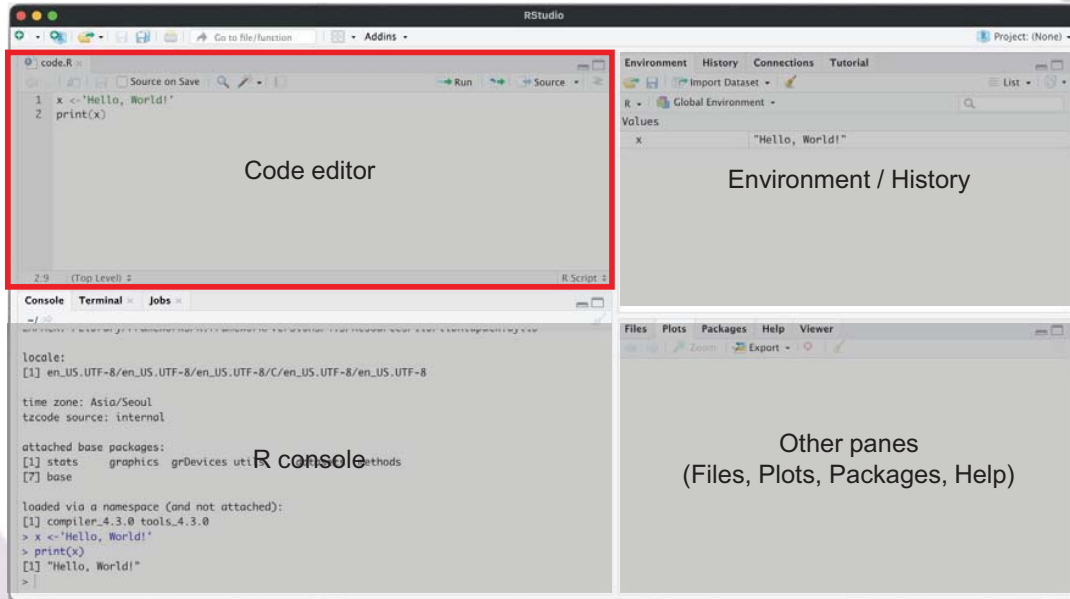 RStudio
Go to file/function
Addins
Project: (None)
code.R
Source on Save
Run
Source
1 x <-'Hello, World!'
2 print(x)
Code editor
2:9 (Top Level)
R Script
Environment History Connections Tutorial
Import Dataset
List
R
Global Environment
Values
x "Hello, World!"
Environment / History
Console Terminal Jobs
~/
locale:
[1] en_US.UTF-8/en_US.UTF-8/en_US.UTF-8/C/en_US.UTF-8/en_US.UTF-8
time zone: Asia/Seoul
tzcode source: internal
attached base packages:
[1] stats graphics grDevices utils datasets methods
[7] base
R console
loaded via a namespace (and not attached):
[1] compiler_4.3.0 tools_4.3.0
> x <-'Hello, World!'
> print(x)
[1] "Hello, World!"
>
Files Plots Packages Help Viewer
Zoom
Export
Other panes
(Files, Plots, Packages, Help)